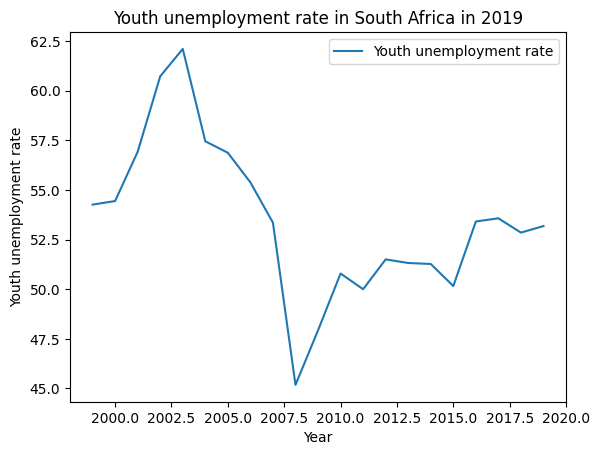 Youth unemployment rate in South Africa in 2019
Youth unemployment rate
62.5
60.0
57.5
55.0
52.5
50.0
47.5
45.0
Youth unemployment rate
2000.0 2002.5 2005.0 2007.5 2010.0 2012.5 2015.0 2017.5 2020.0
Year